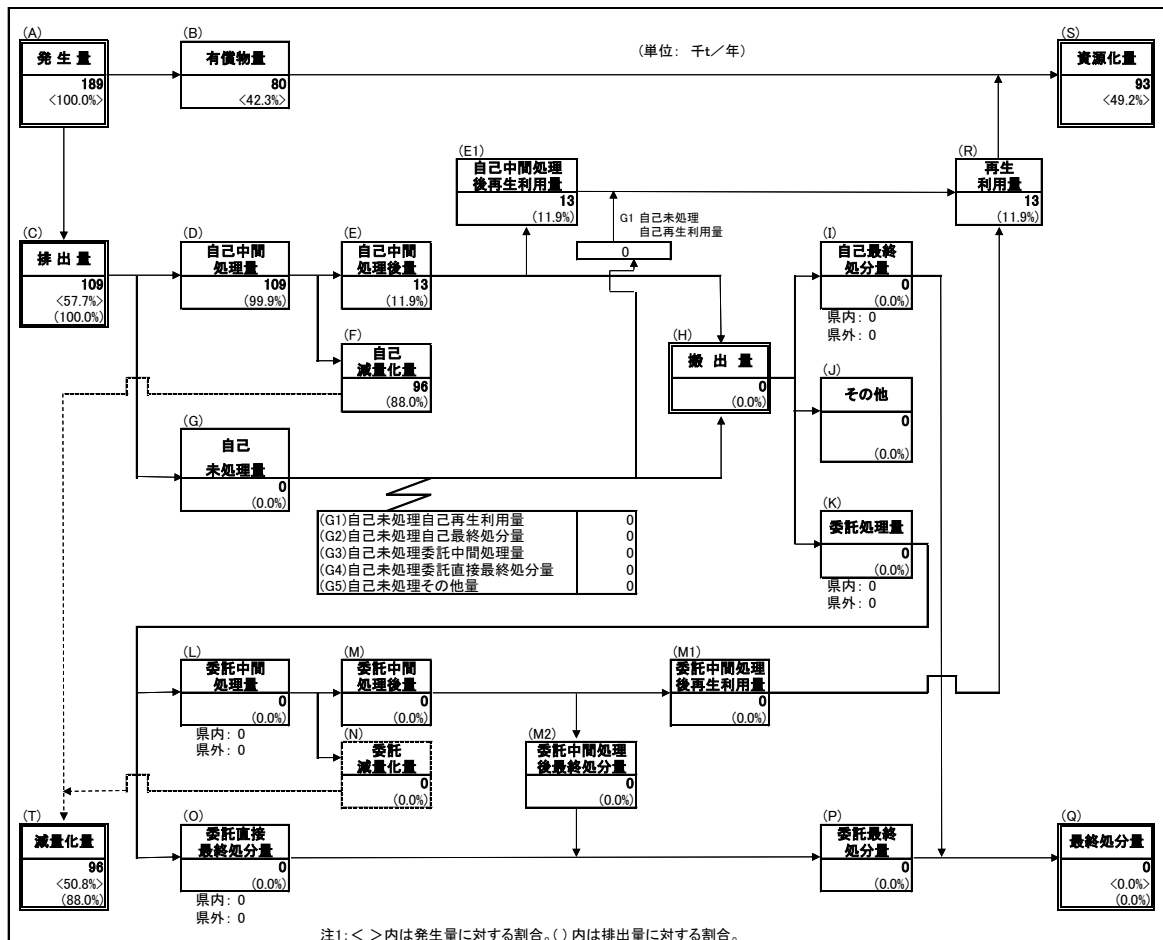 (A)
発 生 量
189
<100.0%>
(B)
有償物量
80
<42.3%>
(単位： 千t／年)
(S)
資源化量
93
<49.2%>
(E1)
自己中間処理
後再生利用量
13
(11.9%)
G1 自己未処理
自己再生利用量
0
(R)
再生
利用量
13
(11.9%)
(C)
排 出 量
109
<57.7%>
(100.0%)
(D)
自己中間
処理量
109
(99.9%)
(E)
自己中間
処理後量
13
(11.9%)
(F)
自己
減量化量
96
(88.0%)
(G)
自己
未処理量
0
(0.0%)
(H)
搬 出 量
0
(0.0%)
(I)
自己最終
処分量
0
(0.0%)
県内： 0
県外： 0
(J)
その他
0
(0.0%)
(K)
委託処理量
0
(0.0%)
県内： 0
県外： 0
(G1)自己未処理自己再生利用量 0
(G2)自己未処理自己最終処分量 0
(G3)自己未処理委託中間処理量 0
(G4)自己未処理委託直接最終処分量 0
(G5)自己未処理その他量 0
(L)
委託中間
処理量
0
(0.0%)
県内： 0
県外： 0
(M)
委託中間
処理後量
0
(0.0%)
(N)
委託
減量化量
0
(0.0%)
(M1)
委託中間処理
後再生利用量
0
(0.0%)
(M2)
委託中間処理
後最終処分量
0
(0.0%)
(T)
減量化量
96
<50.8%>
(88.0%)
(O)
委託直接
最終処分量
0
(0.0%)
県内： 0
県外： 0
(P)
委託最終
処分量
0
(0.0%)
(Q)
最終処分量
0
<0.0%>
(0.0%)
注1：＜ ＞内は発生量に対する割合。( ) 内は排出量に対する割合。